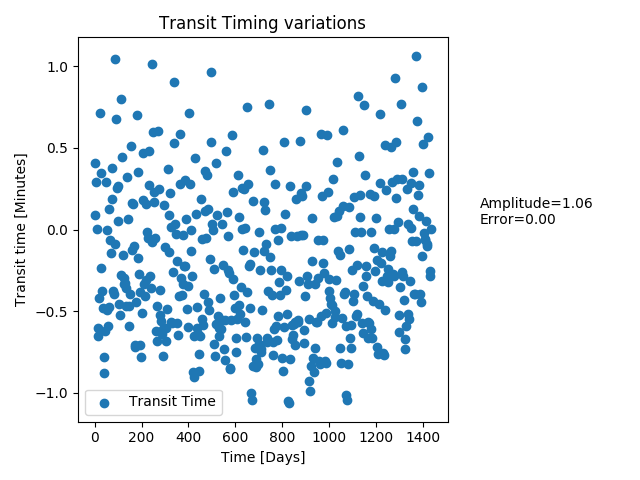 Transit Timing variations
Transit time [Minutes]
1.0
0.5
0.0
−0.5
−1.0
Amplitude=1.06
Error=0.00
Transit Time
0 200 400 600 800 1000 1200 1400
Time [Days]